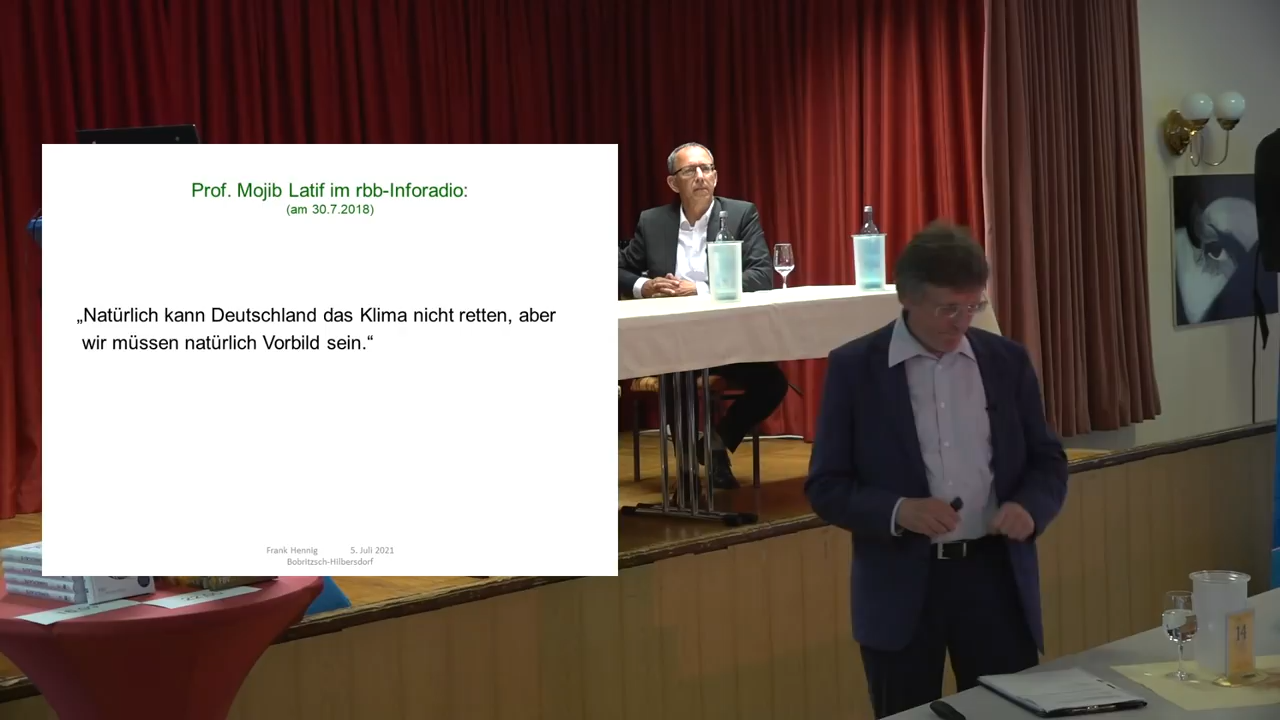 Prof. Mojib Latif im rbb-Inforadio:
(am 30.7.2018)
„Natürlich kann Deutschland das Klima nicht retten, aber
wir müssen natürlich Vorbild sein.“
Frank Hennig 5. Juli 2021
Bobritzsch-Hilbersdorf
14